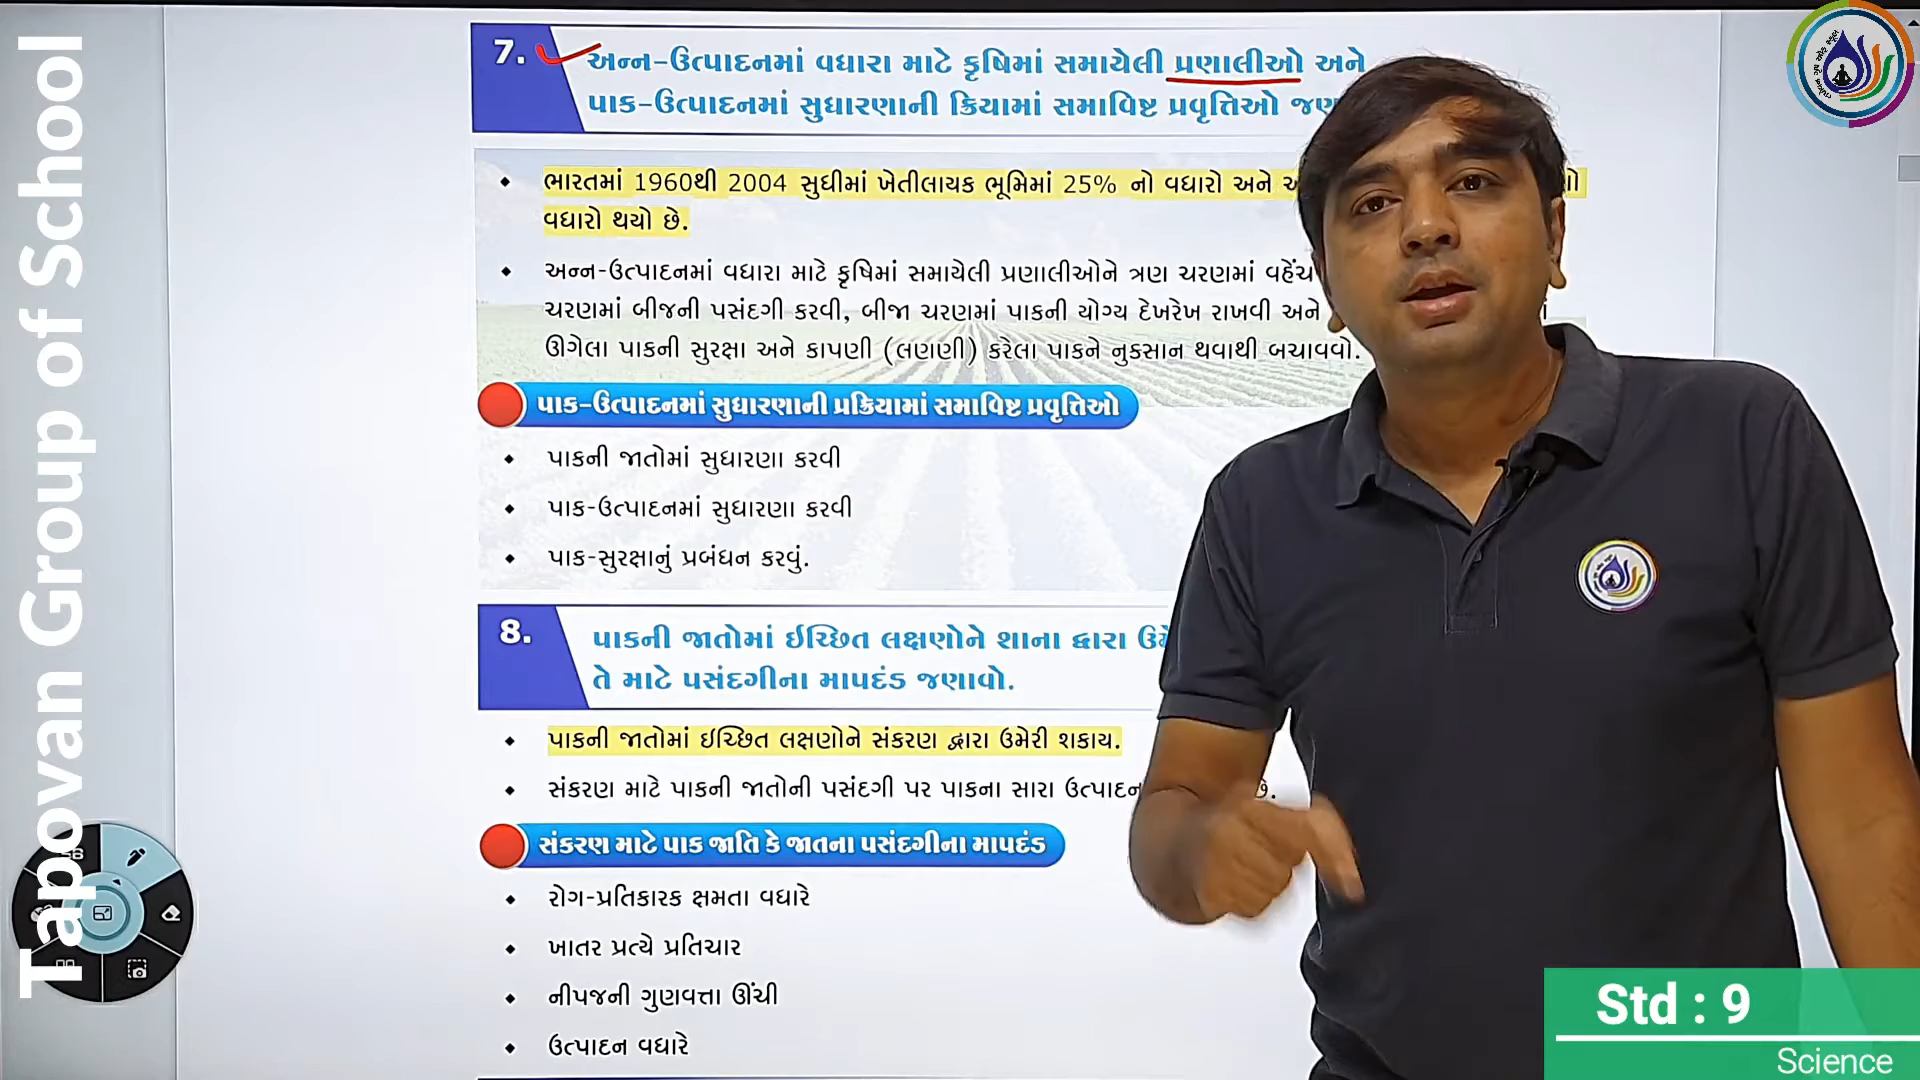 Tapovan Group of School
7. અન્ન-ઉત્પાદનમાં વધારા માટે કૃષિમાં સમાયેલી પ્રણાલીઓ અને
પાક-ઉત્પાદનમાં સુધારણાની ક્રિયામાં સમાવિષ્ટ પ્રવૃત્તિઓ
• ભારતમાં 1960થી 2004 સુધીમાં ખેતીલાયક ભૂમિમાં 25% નો વધારો અને
વધારો થયો છે.
• અન્ન-ઉત્પાદનમાં વધારા માટે કૃષિમાં સમાયેલી પ્રણાલીઓને ત્રણ ચરણમાં
ચરણમાં બીજની પસંદગી કરવી, બીજા ચરણમાં પાકની યોગ્ય દેખરેખ રાખવી અને
ઊગેલા પાકની સુરક્ષા અને કાપણી (લણણી) કરેલા પાકને નુકસાન થવાથી બચાવવો.
પાક-ઉત્પાદનમાં સુધારણાની પ્રક્રિયામાં સમાવિષ્ટ પ્રવૃત્તિઓ
• પાકની જાતોમાં સુધારણા કરવી
• પાક-ઉત્પાદનમાં સુધારણા કરવી
• પાક-સુરક્ષાનું પ્રબંધન કરવું.
8. પાકની જાતોમાં ઈચ્છિત લક્ષણોને શાના દ્વારા
તે માટે પસંદગીના માપદંડ જણાવો.
• પાકની જાતોમાં ઇચ્છિત લક્ષણોને સંકરણ દ્વારા ઉમેરી શકાય.
• સંકરણ માટે પાકની જાતોની પસંદગી પર પાકના સારા ઉત્પાદન છે.
સંકરણ માટે પાક જાતિ કે જાતના પસંદગીના માપદંડ
• રોગ-પ્રતિકારક ક્ષમતા વધારે
• ખાતર પ્રત્યે પ્રતિચાર
• નીપજની ગુણવત્તા ઊંચી
• ઉત્પાદન વધારે
Std : 9
Science